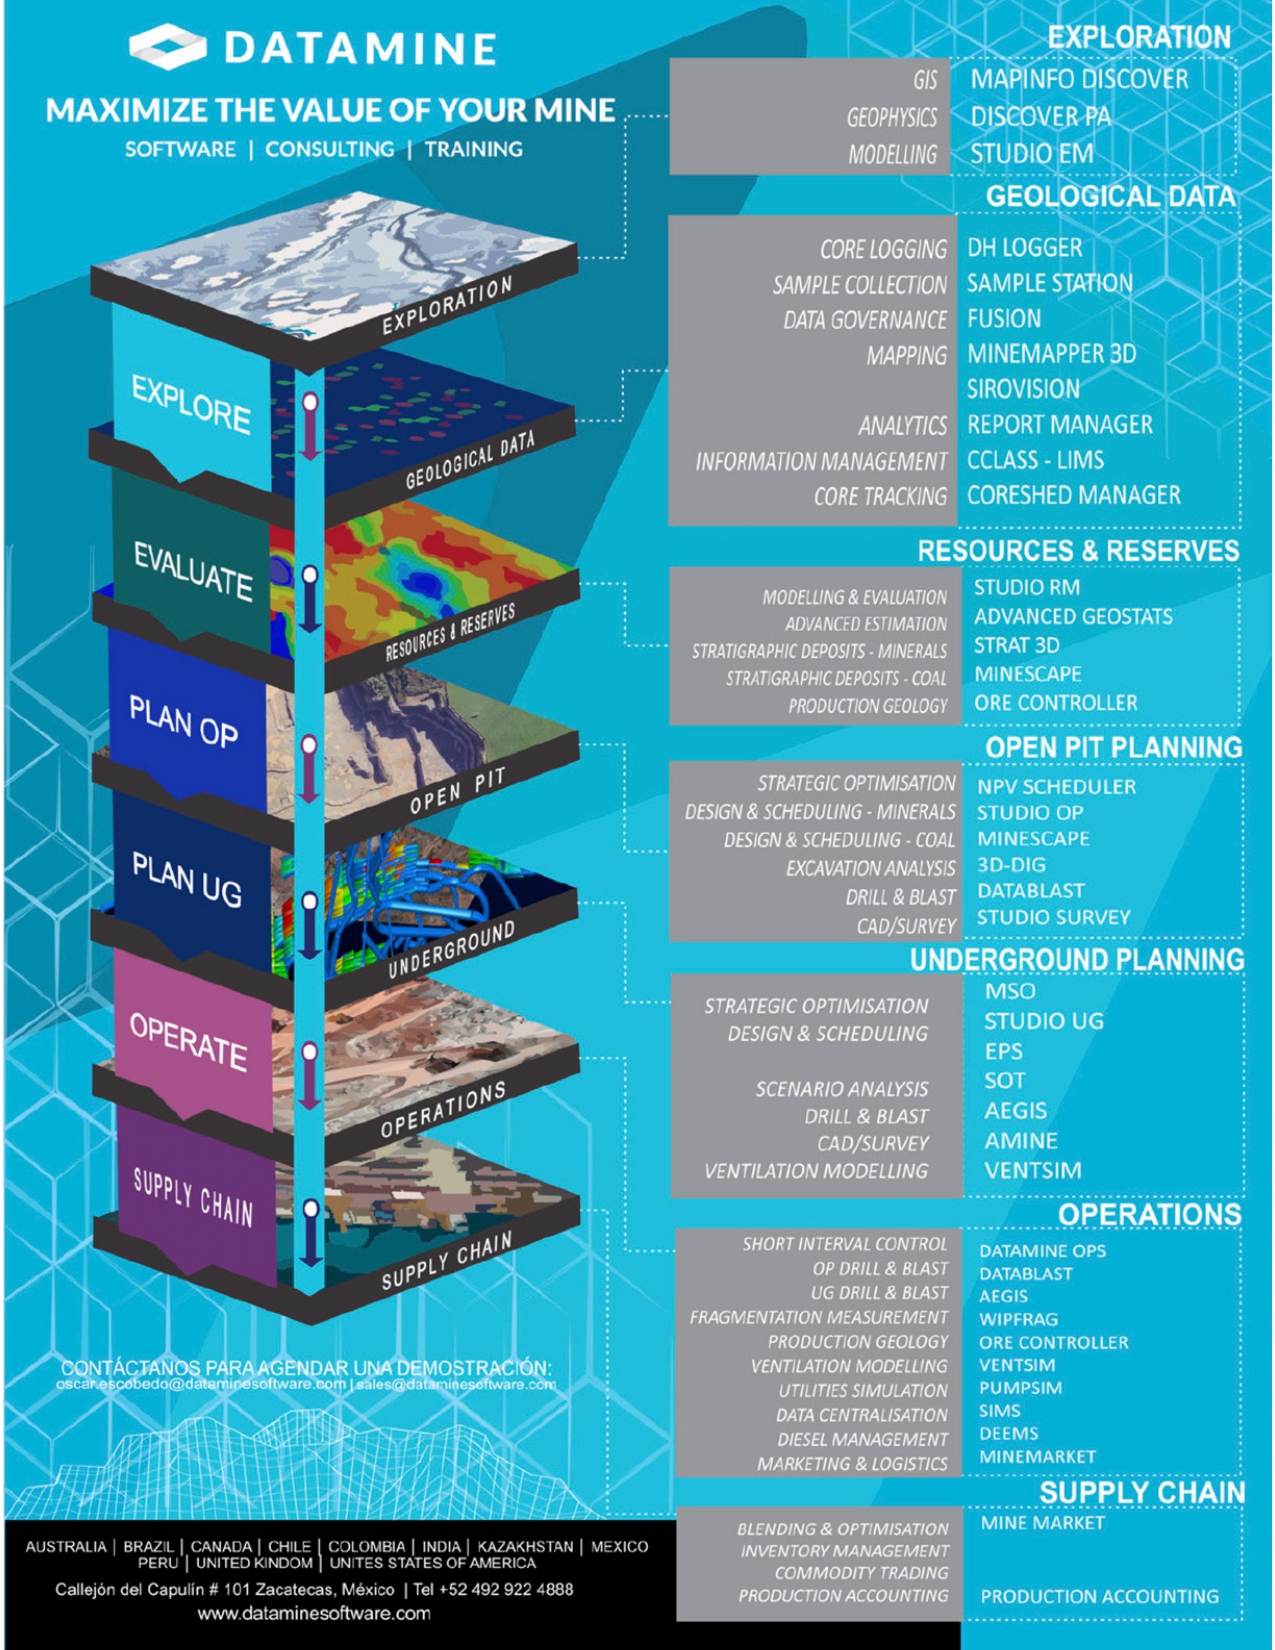 DATAMINE
MAXIMIZE THE VALUE OF YOUR MINE
SOFTWARE | CONSULTING | TRAINING
EXPLORATION
EXPLORE
GEOLOGICAL DATA
EVALUATE
RESOURCES & RESERVES
PLAN OP
OPEN PIT
PLAN UG
UNDERGROUND
OPERATE
OPERATIONS
SUPPLY CHAIN
SUPPLY CHAIN
CONTÁCTANOS PARA AGENDAR UNA DEMOSTRACIÓN:
oscar.escobedo@dataminesoftware.com | sales@dataminesoftware.com
AUSTRALIA | BRAZIL | CANADA | CHILE | COLOMBIA | INDIA | KAZAKHSTAN | MEXICO
PERU | UNITED KINDOM | UNITES STATES OF AMERICA
Callejón del Capulín # 101 Zacatecas, México | Tel +52 492 922 4888
www.dataminesoftware.com
EXPLORATION
GIS MAPINFO DISCOVER
GEOPHYSICS DISCOVER PA
MODELLING STUDIO EM
GEOLOGICAL DATA
CORE LOGGING DH LOGGER
SAMPLE COLLECTION SAMPLE STATION
DATA GOVERNANCE FUSION
MAPPING MINEMAPPER 3D
SIROVISION
ANALYTICS REPORT MANAGER
INFORMATION MANAGEMENT CCLASS - LIMS
CORE TRACKING CORESHED MANAGER
RESOURCES & RESERVES
MODELLING & EVALUATION STUDIO RM
ADVANCED ESTIMATION ADVANCED GEOSTATS
STRATIGRAPHIC DEPOSITS - MINERALS STRAT 3D
STRATIGRAPHIC DEPOSITS - COAL MINESCAPE
PRODUCTION GEOLOGY ORE CONTROLLER
OPEN PIT PLANNING
STRATEGIC OPTIMISATION NPV SCHEDULER
DESIGN & SCHEDULING - MINERALS STUDIO OP
DESIGN & SCHEDULING - COAL MINESCAPE
EXCAVATION ANALYSIS 3D-DIG
DRILL & BLAST DATABLAST
CAD/SURVEY STUDIO SURVEY
UNDERGROUND PLANNING
STRATEGIC OPTIMISATION MSO
DESIGN & SCHEDULING STUDIO UG
EPS
SCENARIO ANALYSIS SOT
DRILL & BLAST AEGIS
CAD/SURVEY AMINE
VENTILATION MODELLING VENTSIM
OPERATIONS
SHORT INTERVAL CONTROL DATAMINE OPS
OP DRILL & BLAST DATABLAST
UG DRILL & BLAST AEGIS
FRAGMENTATION MEASUREMENT WIPFRAG
PRODUCTION GEOLOGY ORE CONTROLLER
VENTILATION MODELLING VENTSIM
UTILITIES SIMULATION PUMPSIM
DATA CENTRALISATION SIMS
DIESEL MANAGEMENT DEEMS
MARKETING & LOGISTICS MINEMARKET
SUPPLY CHAIN
BLENDING & OPTIMISATION MINE MARKET
INVENTORY MANAGEMENT
COMMODITY TRADING
PRODUCTION ACCOUNTING PRODUCTION ACCOUNTING